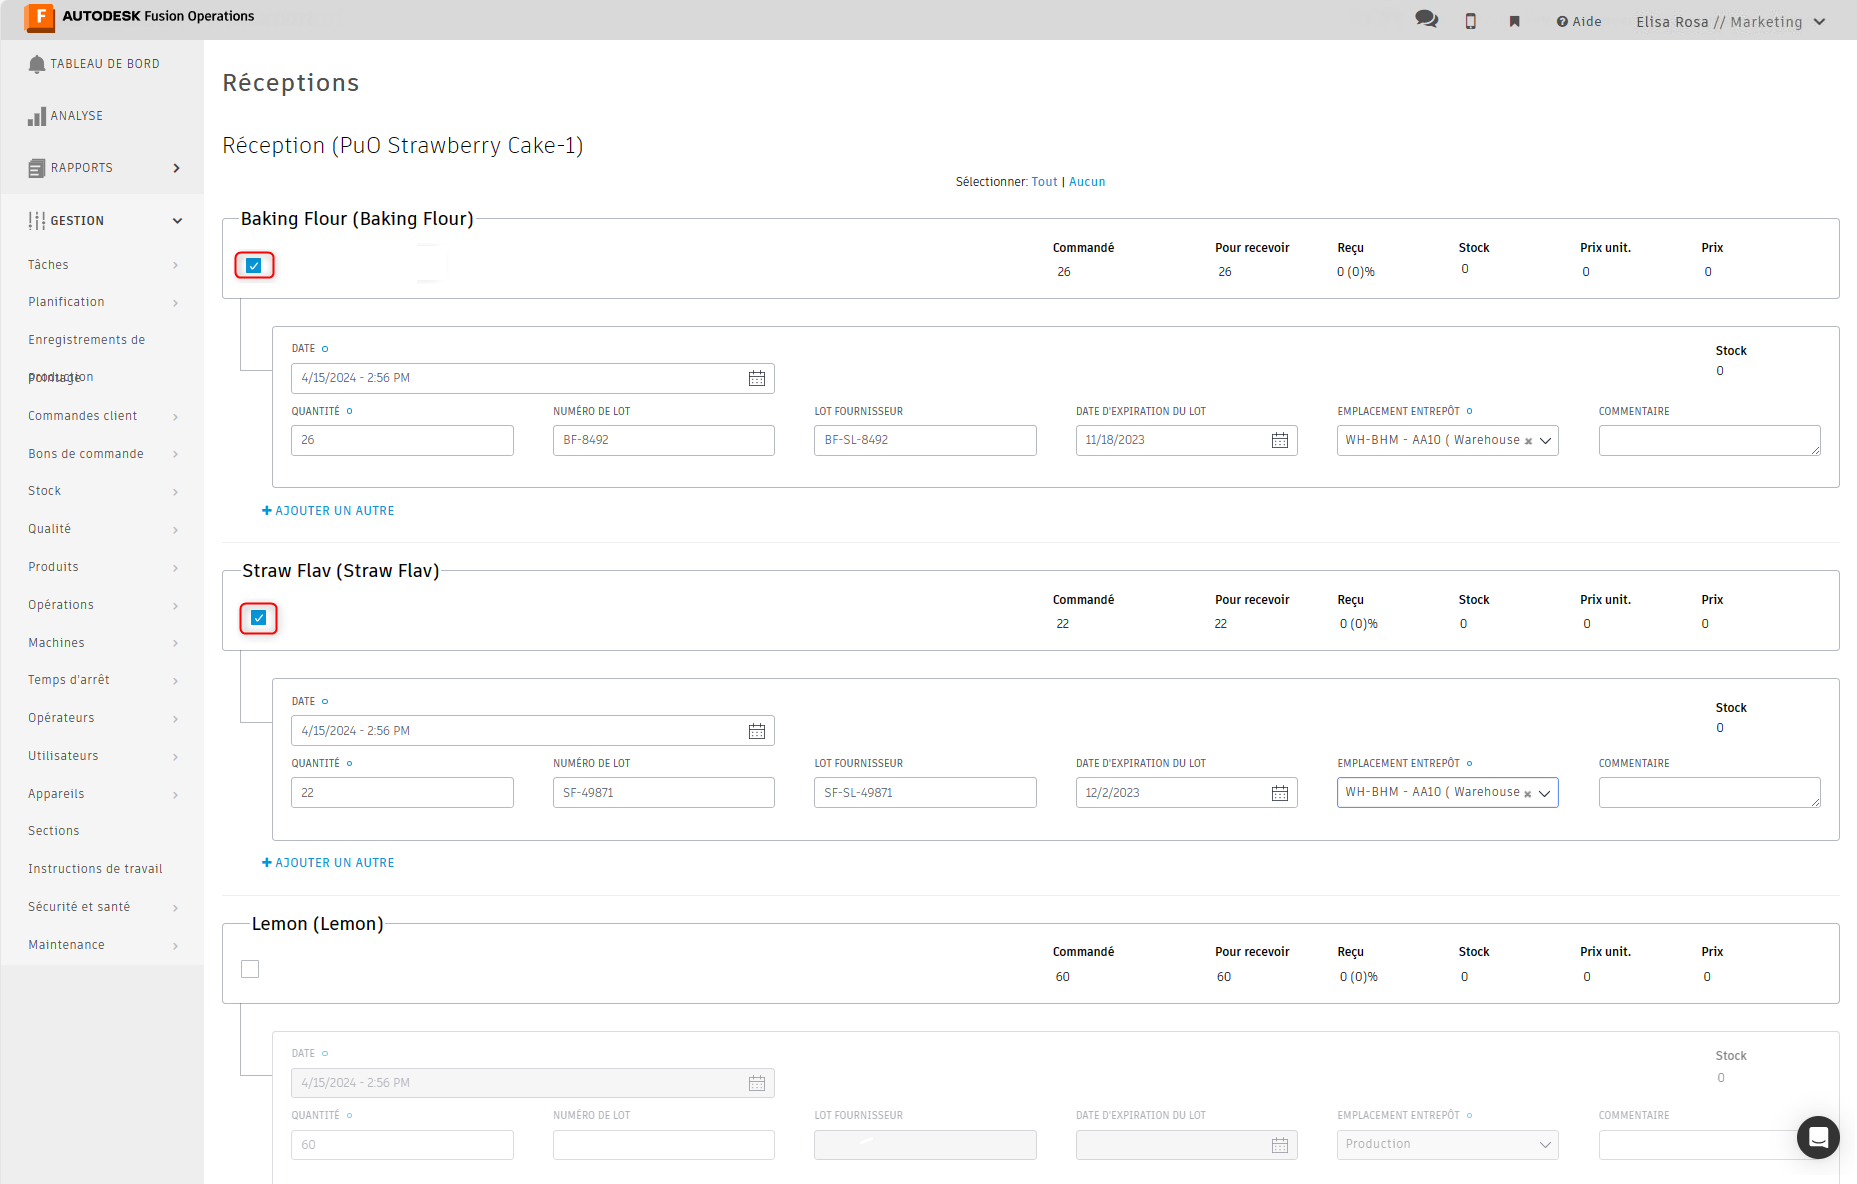 AUTODESK Fusion Operations
Aide
Elisa Rosa // Marketing
TABLEAU DE BORD
ANALYSE
RAPPORTS
GESTION
Tâches
Planification
Enregistrements de
production
Pointage
Commandes client
Bons de commande
Stock
Qualité
Produits
Opérations
Machines
Temps d'arrêt
Opérateurs
Utilisateurs
Appareils
Sections
Instructions de travail
Sécurité et santé
Maintenance
Réceptions
Réception (PuO Strawberry Cake-1)
Sélectionner: Tout | Aucun
Baking Flour (Baking Flour)
Commandé Pour recevoir Reçu Stock Prix unit. Prix
26 26 0 (0)% 0 0 0
DATE
Stock
4/15/2024 - 2:56 PM
0
QUANTITÉ NUMÉRO DE LOT LOT FOURNISSEUR DATE D'EXPIRATION DU LOT EMPLACEMENT ENTREPÔT COMMENTAIRE
26 BF-8492 BF-SL-8492 11/18/2023 WH-BHM - AA10 ( Warehouse
+ AJOUTER UN AUTRE
Straw Flav (Straw Flav)
Commandé Pour recevoir Reçu Stock Prix unit. Prix
22 22 0 (0)% 0 0 0
DATE
Stock
4/15/2024 - 2:56 PM
0
QUANTITÉ NUMÉRO DE LOT LOT FOURNISSEUR DATE D'EXPIRATION DU LOT EMPLACEMENT ENTREPÔT COMMENTAIRE
22 SF-49871 SF-SL-49871 12/2/2023 WH-BHM - AA10 ( Warehouse
+ AJOUTER UN AUTRE
Lemon (Lemon)
Commandé Pour recevoir Reçu Stock Prix unit. Prix
60 60 0 (0)% 0 0 0
DATE
Stock
4/15/2024 - 2:56 PM
0
QUANTITÉ NUMÉRO DE LOT LOT FOURNISSEUR DATE D'EXPIRATION DU LOT EMPLACEMENT ENTREPÔT COMMENTAIRE
60 Production